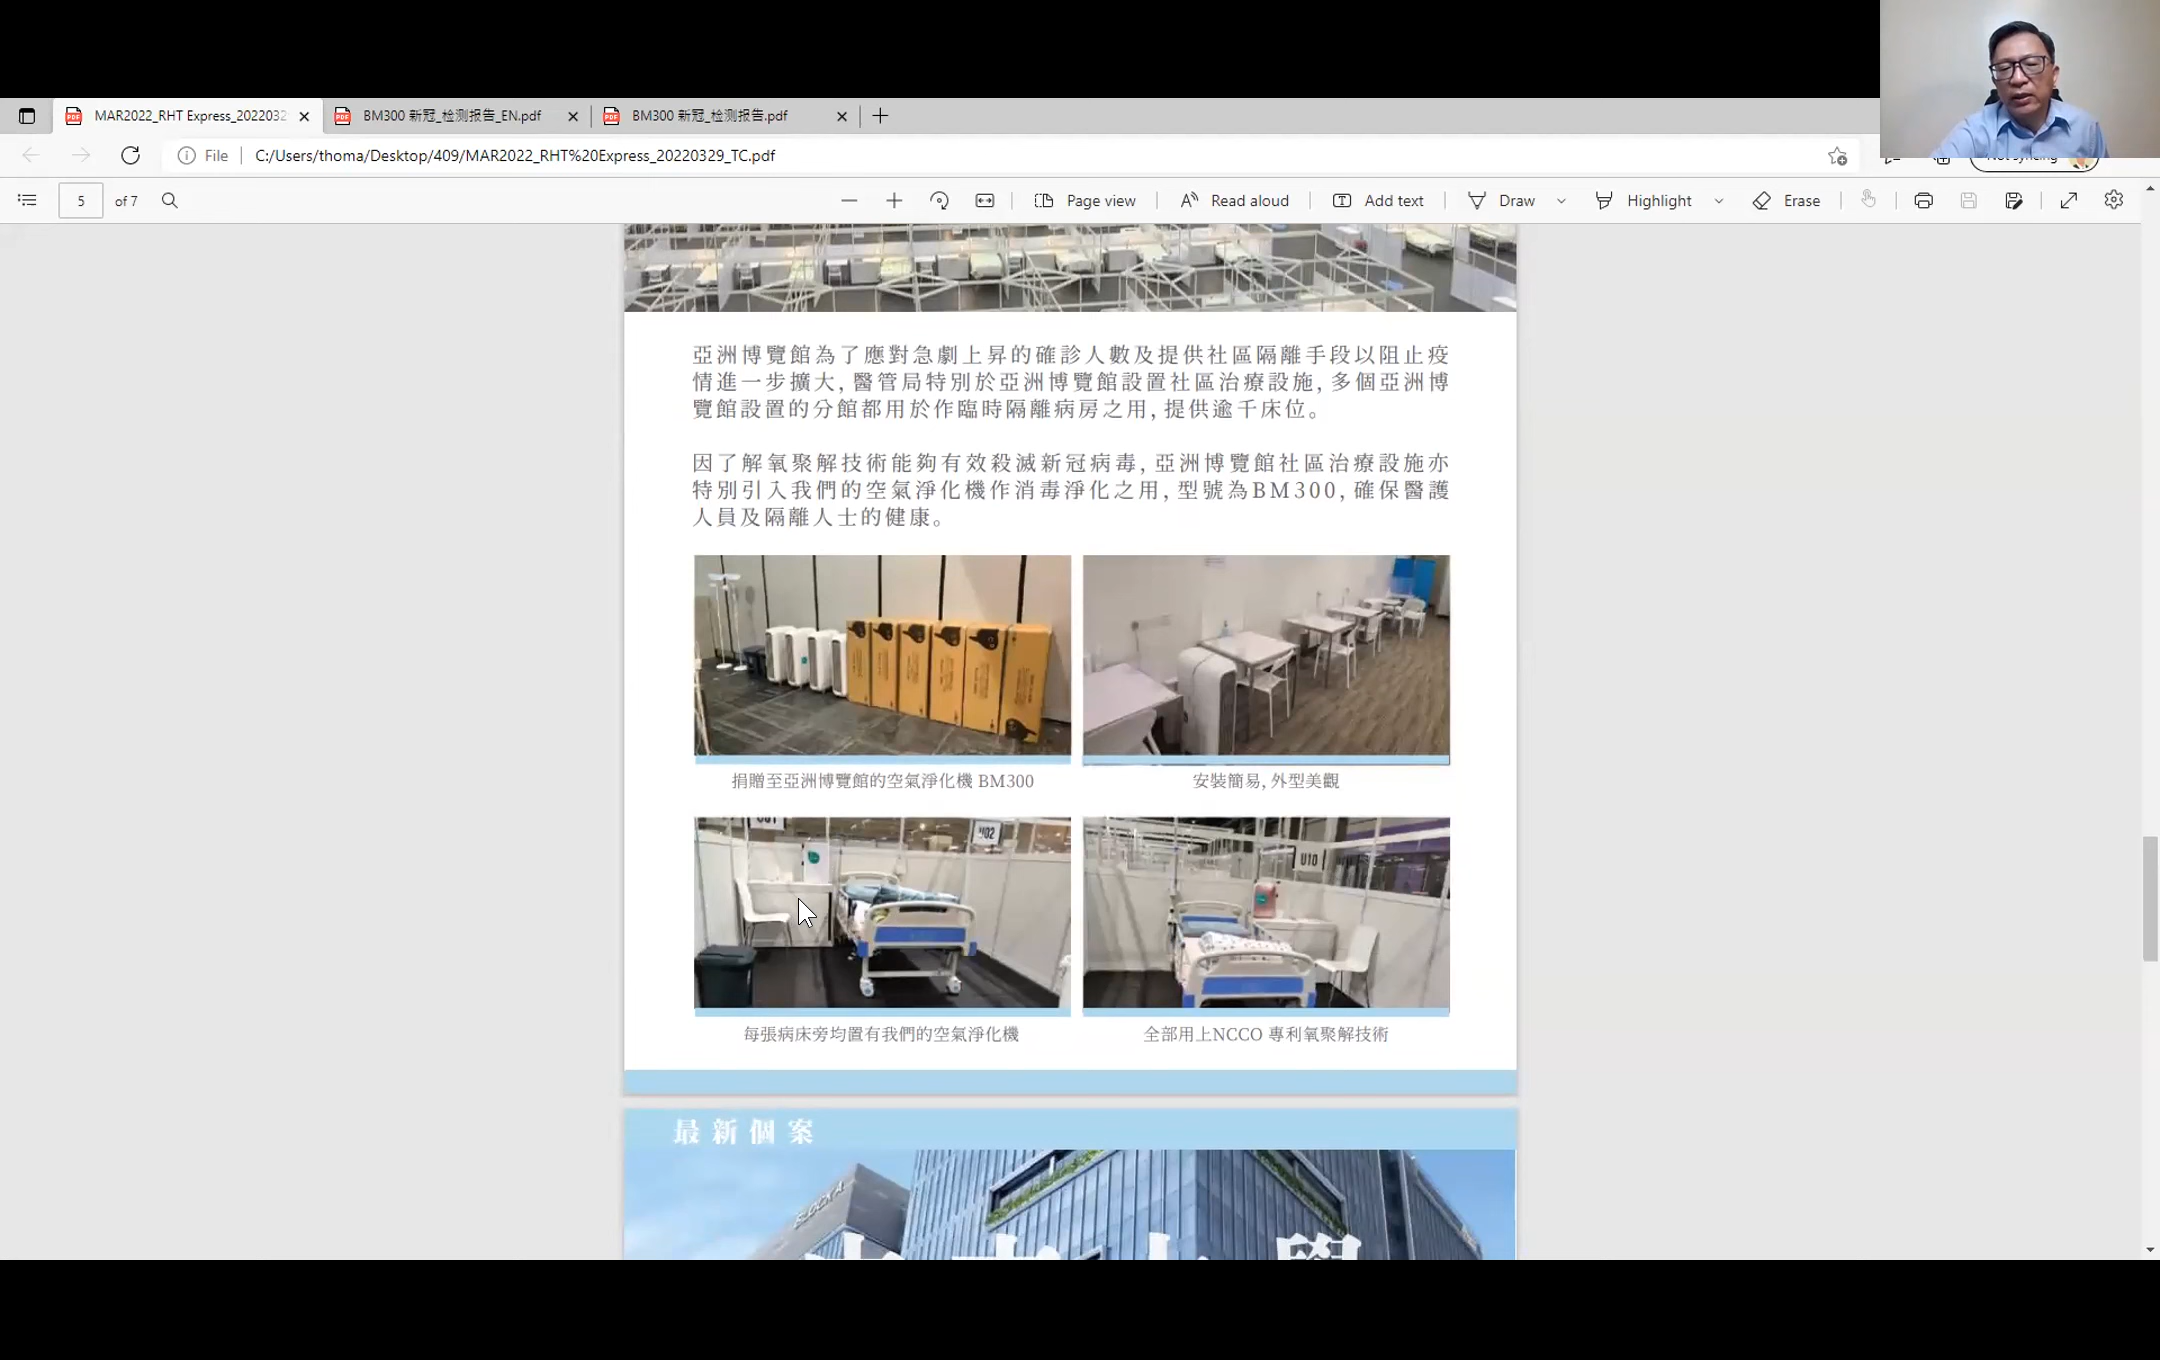 MAR2022_RHT Express_2022032
BM300 新冠_检测报告_EN.pdf
BM300 新冠_检测报告.pdf
File
C:/Users/thoma/Desktop/409/MAR2022_RHT%20Express_20220329_TC.pdf
5 of 7
Page view
Read aloud
Add text
Draw
Highlight
Erase
亞洲博覽館為了應對急劇上昇的確診人數及提供社區隔離手段以阻止疫
情進一步擴大, 醫管局特別於亞洲博覽館設置社區治療設施, 多個亞洲博
覽館設置的分館都用於作臨時隔離病房之用, 提供逾千床位。
因了解氧聚解技術能夠有效殺滅新冠病毒, 亞洲博覽館社區治療設施亦
特別引入我們的空氣淨化機作消毒淨化之用, 型號為BM300, 確保醫護
人員及隔離人士的健康。
捐贈至亞洲博覽館的空氣淨化機 BM300
安裝簡易, 外型美觀
U02
U10
每張病床旁均置有我們的空氣淨化機
全部用上NCCO 專利氧聚解技術
最新個案
BLOCK A